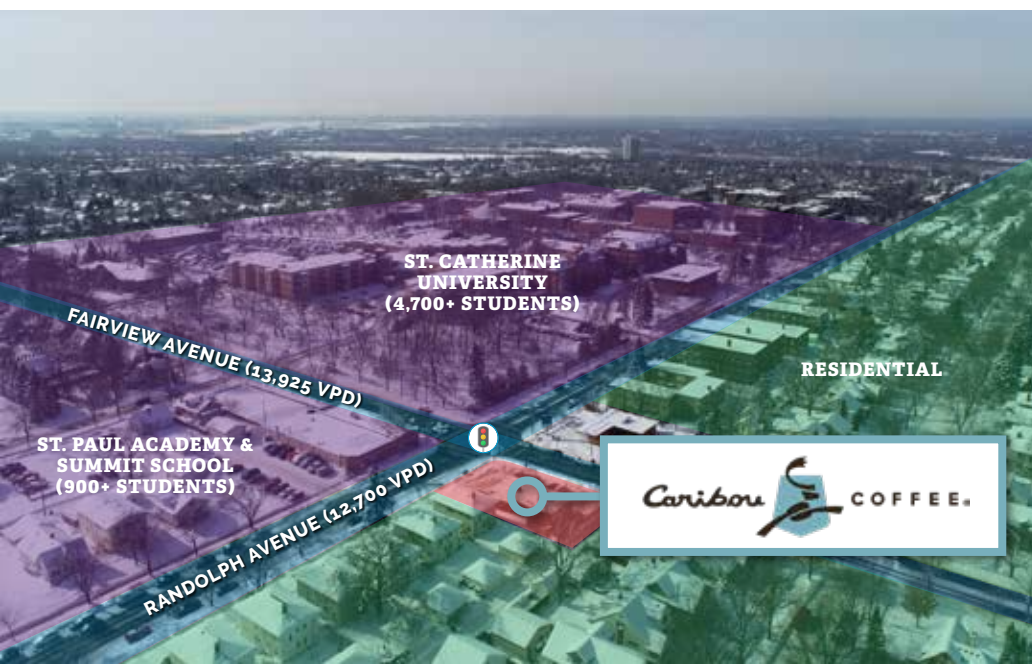 ST. CATHERINE
UNIVERSITY
(4,700+ STUDENTS)
FAIRVIEW AVENUE (13,925 VPD)
RESIDENTIAL
ST. PAUL ACADEMY &
SUMMIT SCHOOL
(900+ STUDENTS)
RANDOLPH AVENUE (12,700 VPD)
Caribou COFFEE®